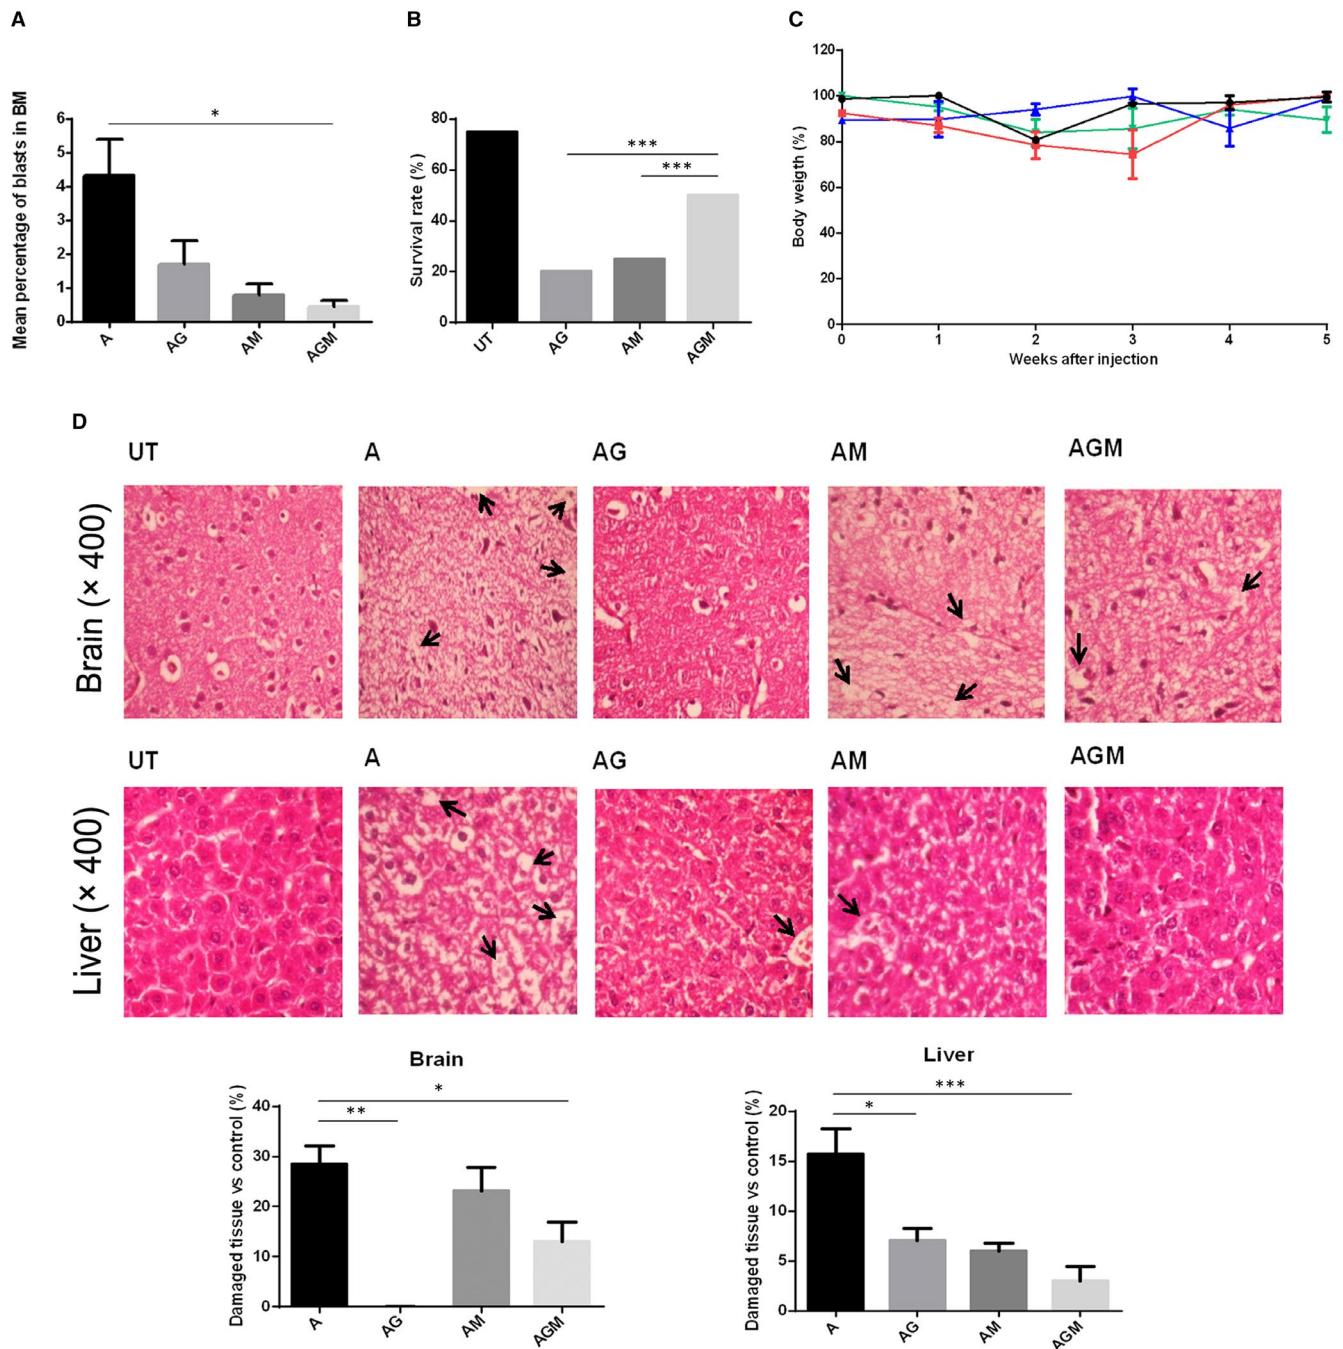 A
Mean percentage of blasts in BM
6
5
4
3
2
1
0
*
A
AG
AM
AGM
B
Survival rate (%)
80
60
40
20
0
***
***
UT
AG
AM
AGM
C
Body weigth (%)
120
100
80
60
40
20
0
0
1
2
3
4
5
Weeks after injection
D
UT
A
AG
AM
AGM
Brain (× 400)
UT
A
AG
AM
AGM
Liver (× 400)
Brain
Damaged tissue vs control (%)
40
30
20
10
0
*
**
A
AG
AM
AGM
Liver
Damaged tissue vs control (%)
20
15
10
5
0
***
*
A
AG
AM
AGM